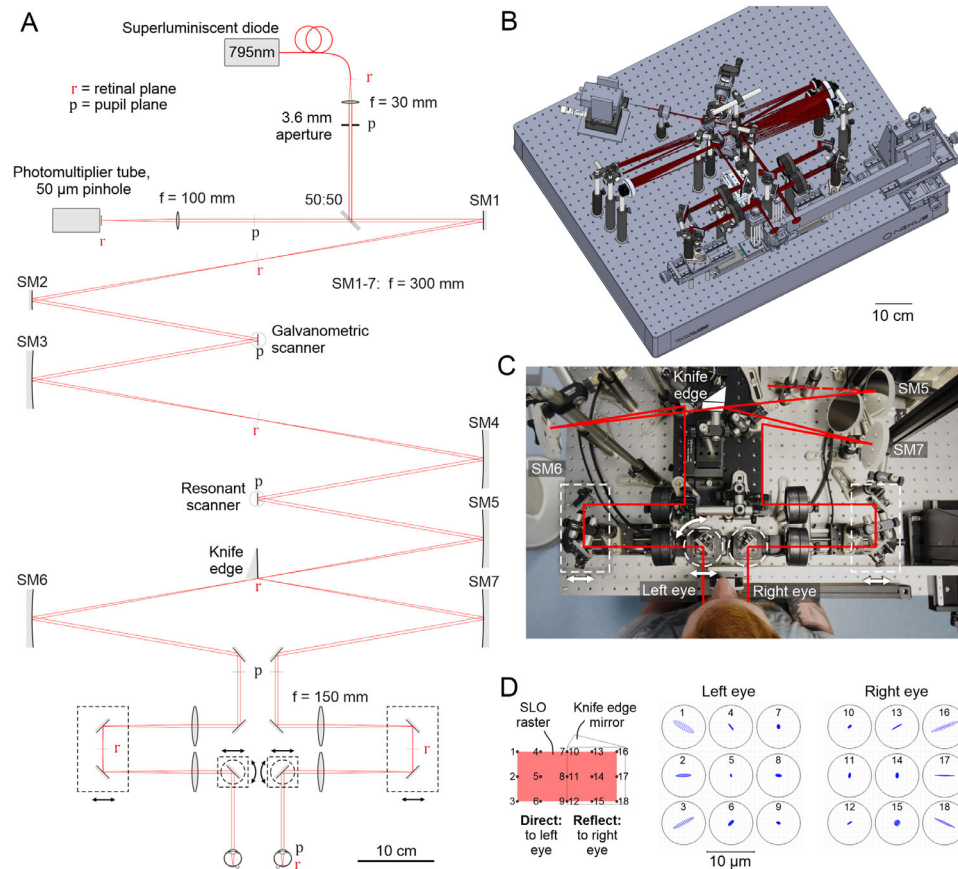 A
Superluminiscent diode
795nm
r = retinal plane
p = pupil plane
r
f = 30 mm
3.6 mm
aperture
p
Photomultiplier tube,
50 µm pinhole
f = 100 mm
50:50
SM1
r
p
r
SM2
SM1-7: f = 300 mm
Galvanometric
scanner
p
SM3
r
SM4
p
Resonant
scanner
SM5
Knife
edge
r
SM6
SM7
p
f = 150 mm
r
r
p
r
10 cm
B
NEXUS
10 cm
C
Knife
edge
SM5
SM7
SM6
Left eye
Right eye
D
SLO
raster
Knife edge
mirror
1 4 7 10 13 16
2 5 8 11 14 17
3 6 9 12 15 18
Direct:
to left
eye
Reflect:
to right
eye
Left eye
1 4 7
2 5 8
3 6 9
10 µm
Right eye
10 13 16
11 14 17
12 15 18